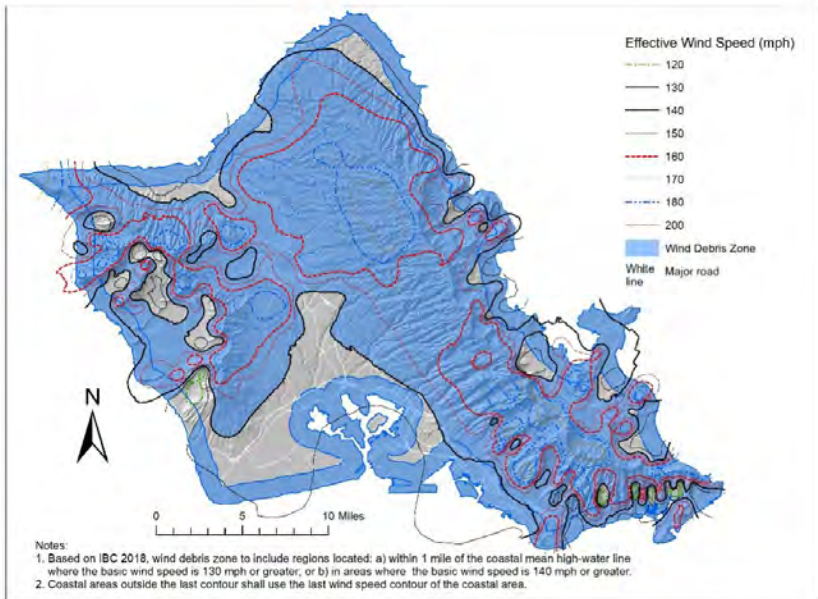 Effective Wind Speed (mph)
120
130
140
150
160
170
180
200
Wind Debris Zone
White line Major road
N
0 5 10 Miles
Notes:
1. Based on IBC 2018, wind debris zone to include regions located: a) within 1 mile of the coastal mean high-water line
where the basic wind speed is 130 mph or greater; or b) in areas where the basic wind speed is 140 mph or greater.
2. Coastal areas outside the last contour shall use the last wind speed contour of the coastal area.